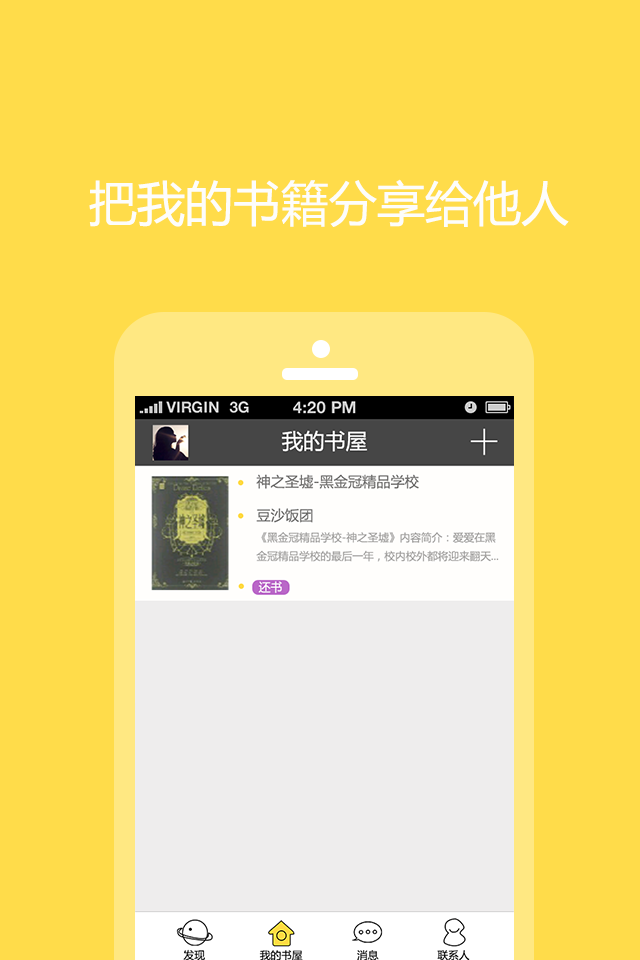 把我的书籍分享给他人
VIRGIN 3G 4:20 PM
我的书屋
神之圣墟-黑金冠精品学校
神之圣墟
豆沙饭团
《黑金冠精品学校-神之圣墟》内容简介：爱爱在黑
金冠精品学校的最后一年，校内校外都将迎来翻天...
还书
发现 我的书屋 消息 联系人